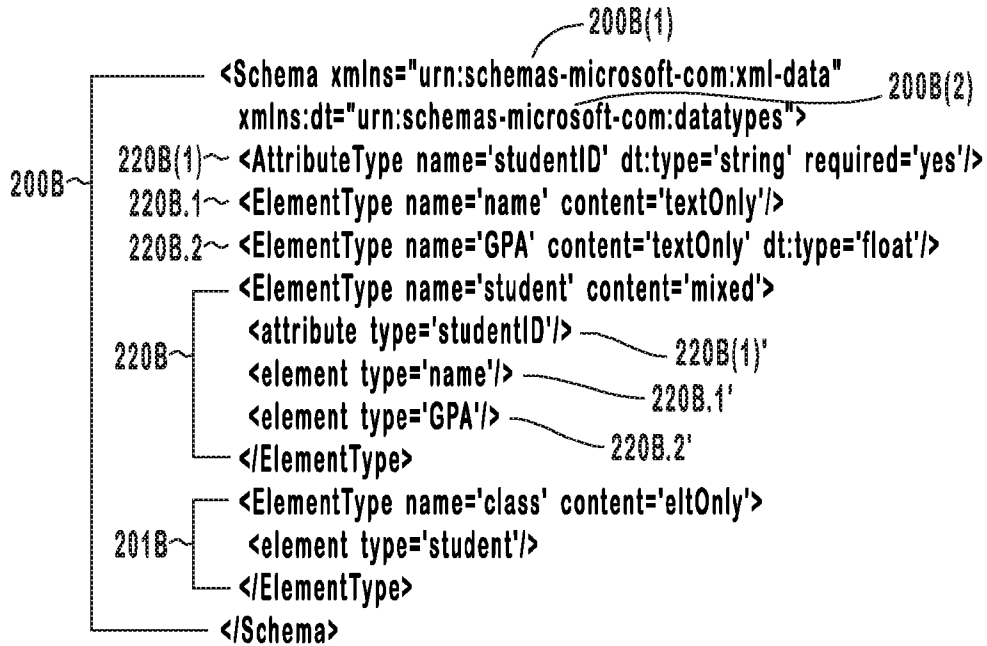 200B(1)
<Schema xmlns="urn:schemas-microsoft-com:xml-data"
200B(2)
xmlns:dt="urn:schemas-microsoft-com:datatypes">
220B(1) <AttributeType name='studentID' dt:type='string' required='yes'/>
200B
220B.1 <ElementType name='name' content='textOnly'/>
220B.2 <ElementType name='GPA' content='textOnly' dt:type='float'/>
<ElementType name='student' content='mixed'>
<attribute type='studentID'/>
220B(1)'
220B
<element type='name'/>
220B.1'
<element type='GPA'/>
220B.2'
</ElementType>
<ElementType name='class' content='eltOnly'>
201B
<element type='student'/>
</ElementType>
</Schema>